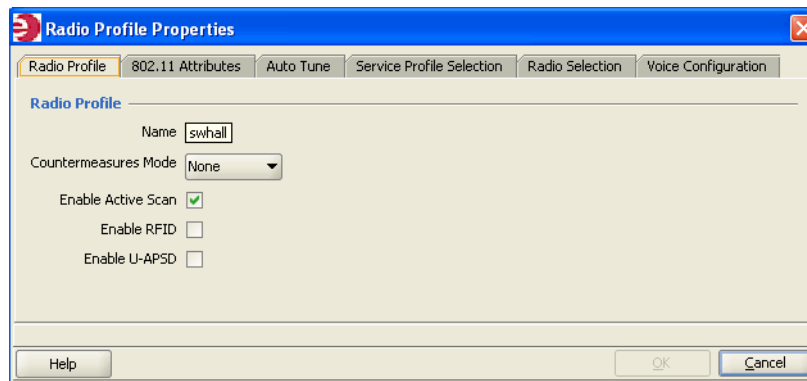 Radio Profile Properties
Radio Profile 802.11 Attributes Auto Tune Service Profile Selection Radio Selection Voice Configuration
Radio Profile
Name swhall
Countermeasures Mode None
Enable Active Scan
Enable RFID
Enable U-APSD
Help OK Cancel